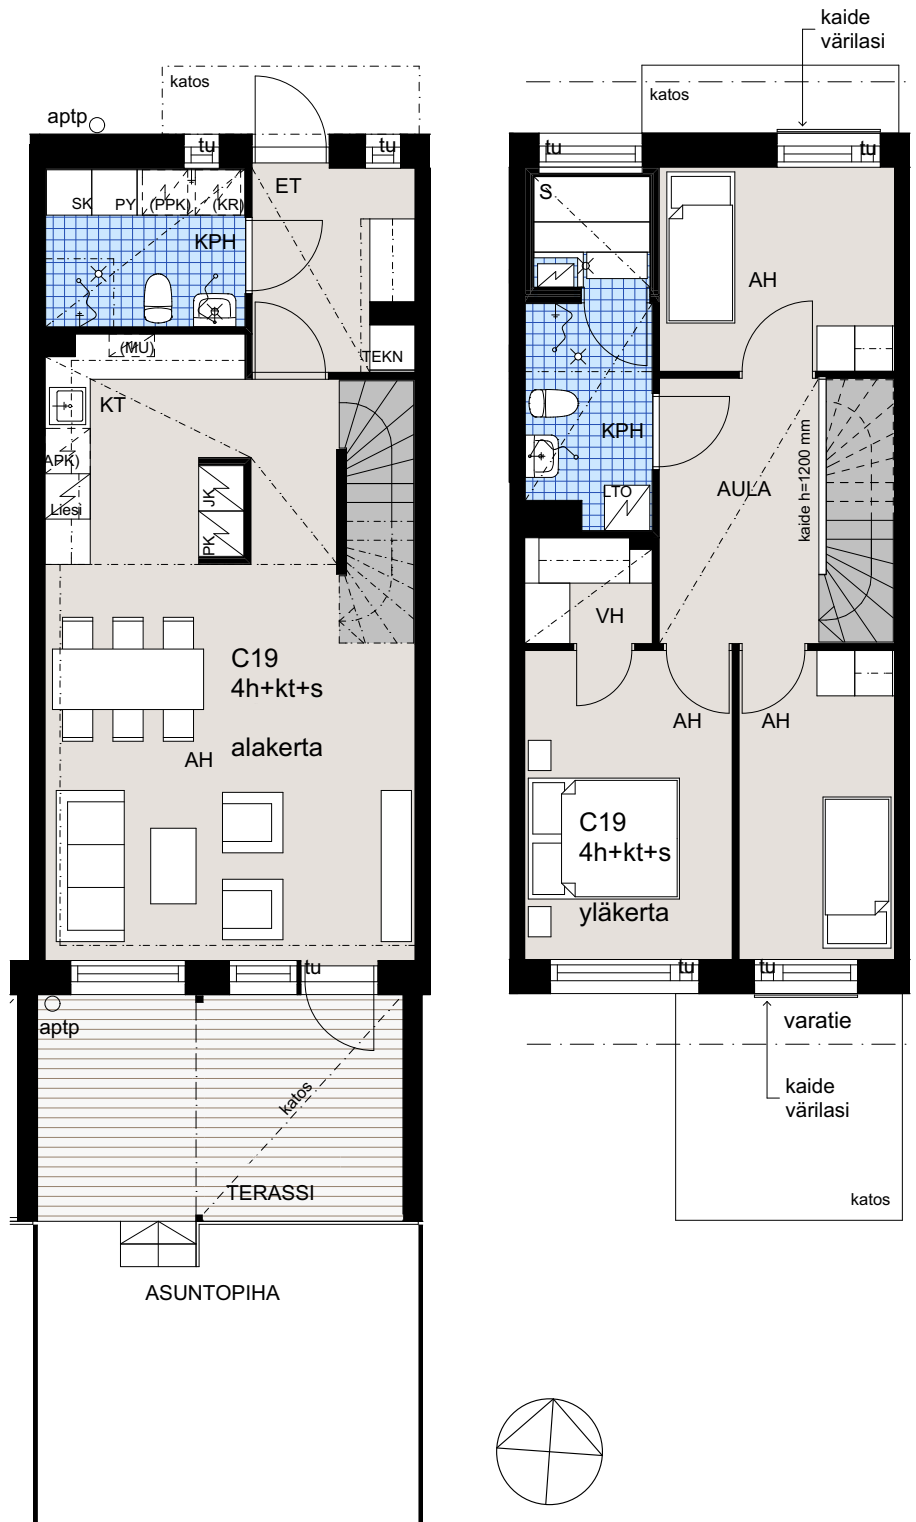 kaide
värilasi
katos
katos
aptp
tu
tu
tu
tu
ET
S
SK
PY
(PPK)
(KR)
KPH
AH
(MU)
TEKN
KT
KPH
APK)
AULA
kaide h=1200 mm
JK
LTO
Liesi
PK
VH
C19
4h+kt+s
alakerta
AH
AH
AH
C19
4h+kt+s
yläkerta
tu
tu
tu
aptp
varatie
katos
kaide
värilasi
TERASSI
katos
ASUNTOPIHA